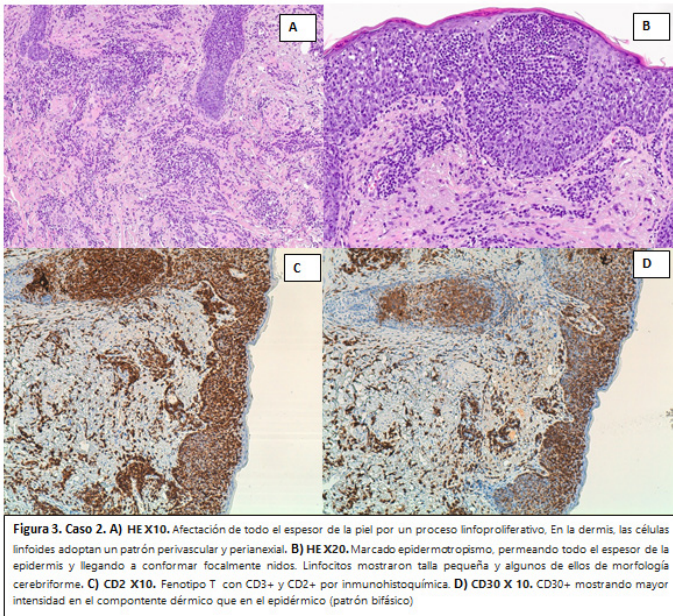 A
B
C
D
Figura 3. Caso 2. A) HE X10. Afectación de todo el espesor de la piel por un proceso linfoproliferativo, En la dermis, las células
linfoides adoptan un patrón perivascular y perianexial. B) HE X20. Marcado epidermotropismo, permeando todo el espesor de la
epidermis y llegando a conformar focalmente nidos. Linfocitos mostraron talla pequeña y algunos de ellos de morfología
cerebriforme. C) CD2 X10. Fenotipo T con CD3+ y CD2+ por inmunohistoquímica. D) CD30 X 10. CD30+ mostrando mayor
intensidad en el compontente dérmico que en el epidérmico (patrón bifásico)